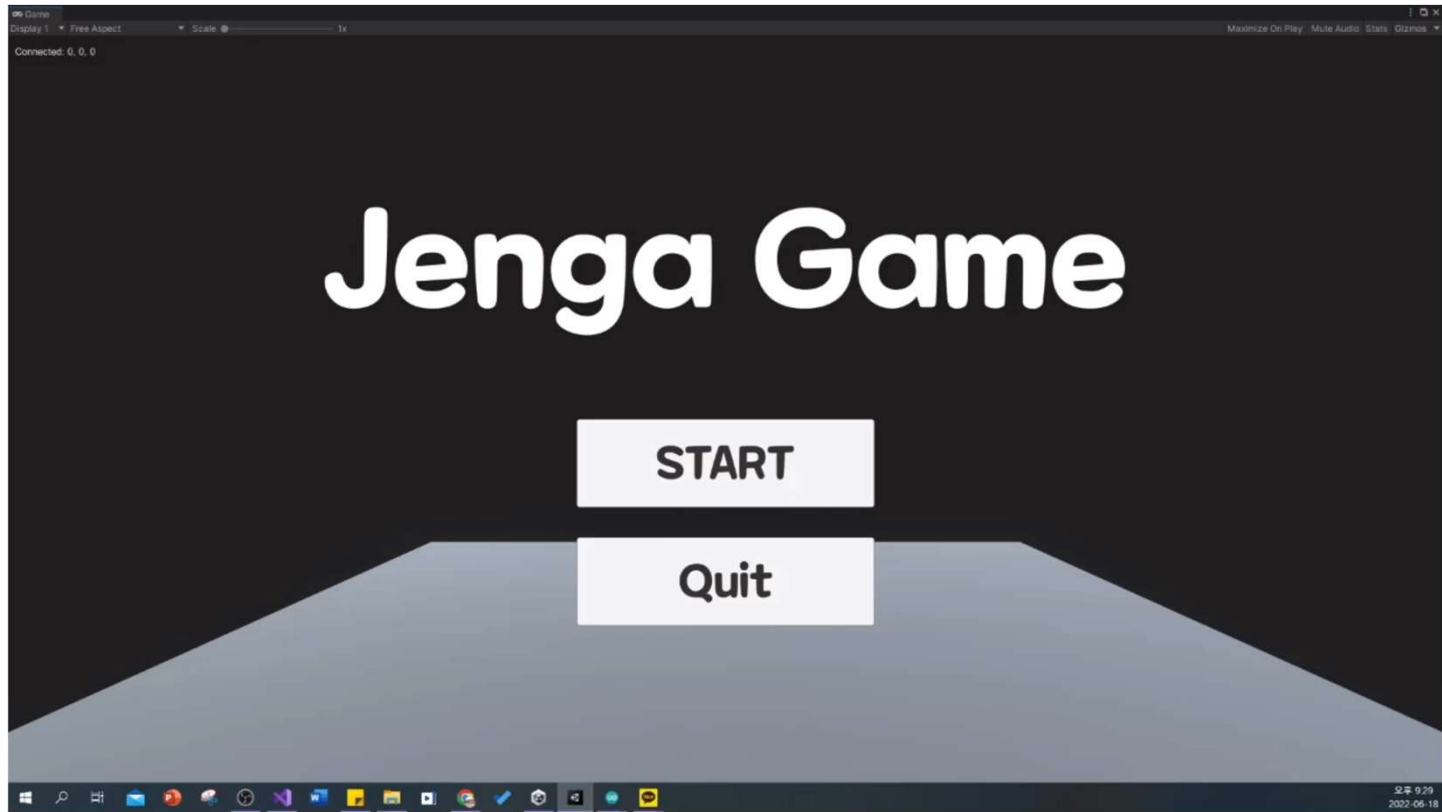 Game
Display 1 Free Aspect Scale 1x Maximize On Play Mute Audio Stats Gizmos
Connected: 0, 0, 0
Jenga Game
START
Quit
오후 9:29
2022-06-18